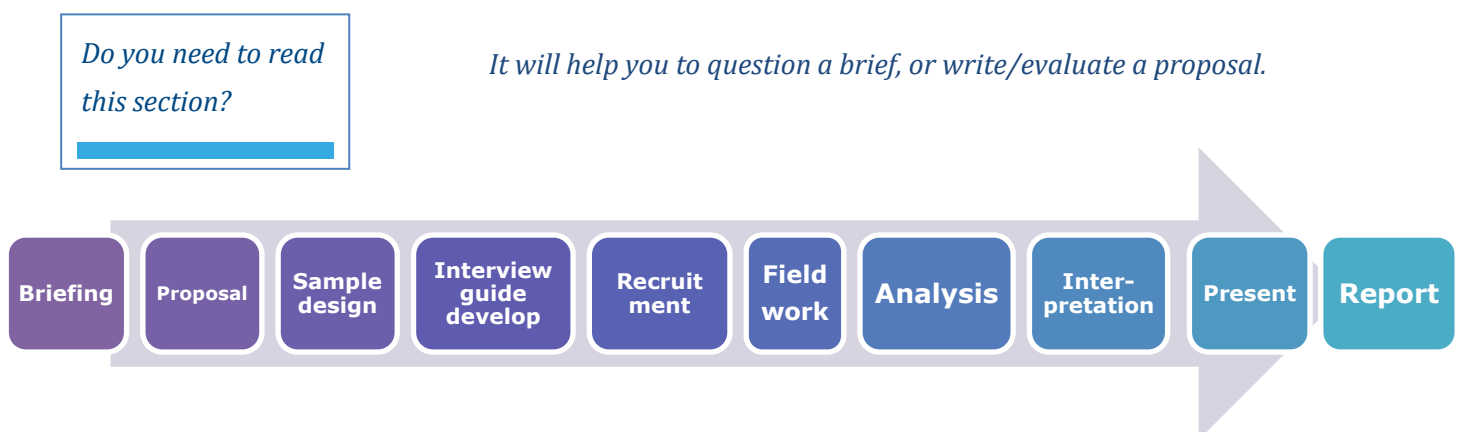 Do you need to read
this section?
It will help you to question a brief, or write/evaluate a proposal.
Briefing
Proposal
Sample
design
Interview
guide
develop
Recruit
ment
Field
work
Analysis
Inter-
pretation
Present
Report